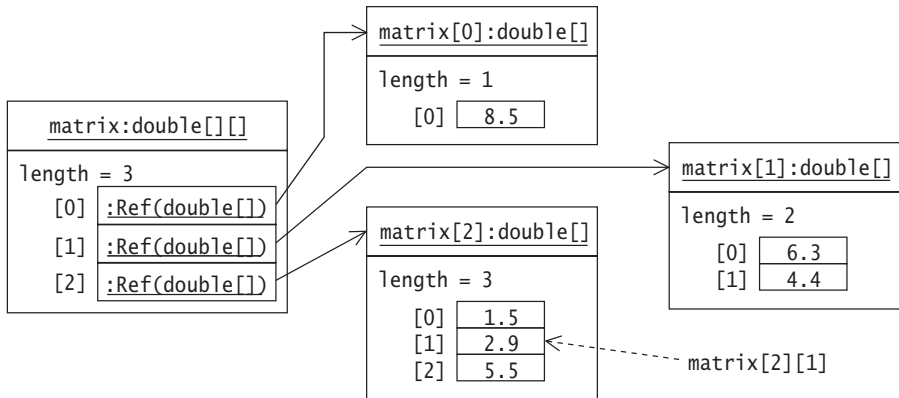 matrix:double[][]
length = 3
[0] :Ref(double[])
[1] :Ref(double[])
[2] :Ref(double[])
matrix[0]:double[]
length = 1
[0] 8.5
matrix[1]:double[]
length = 2
[0] 6.3
[1] 4.4
matrix[2]:double[]
length = 3
[0] 1.5
[1] 2.9
[2] 5.5
matrix[2][1]